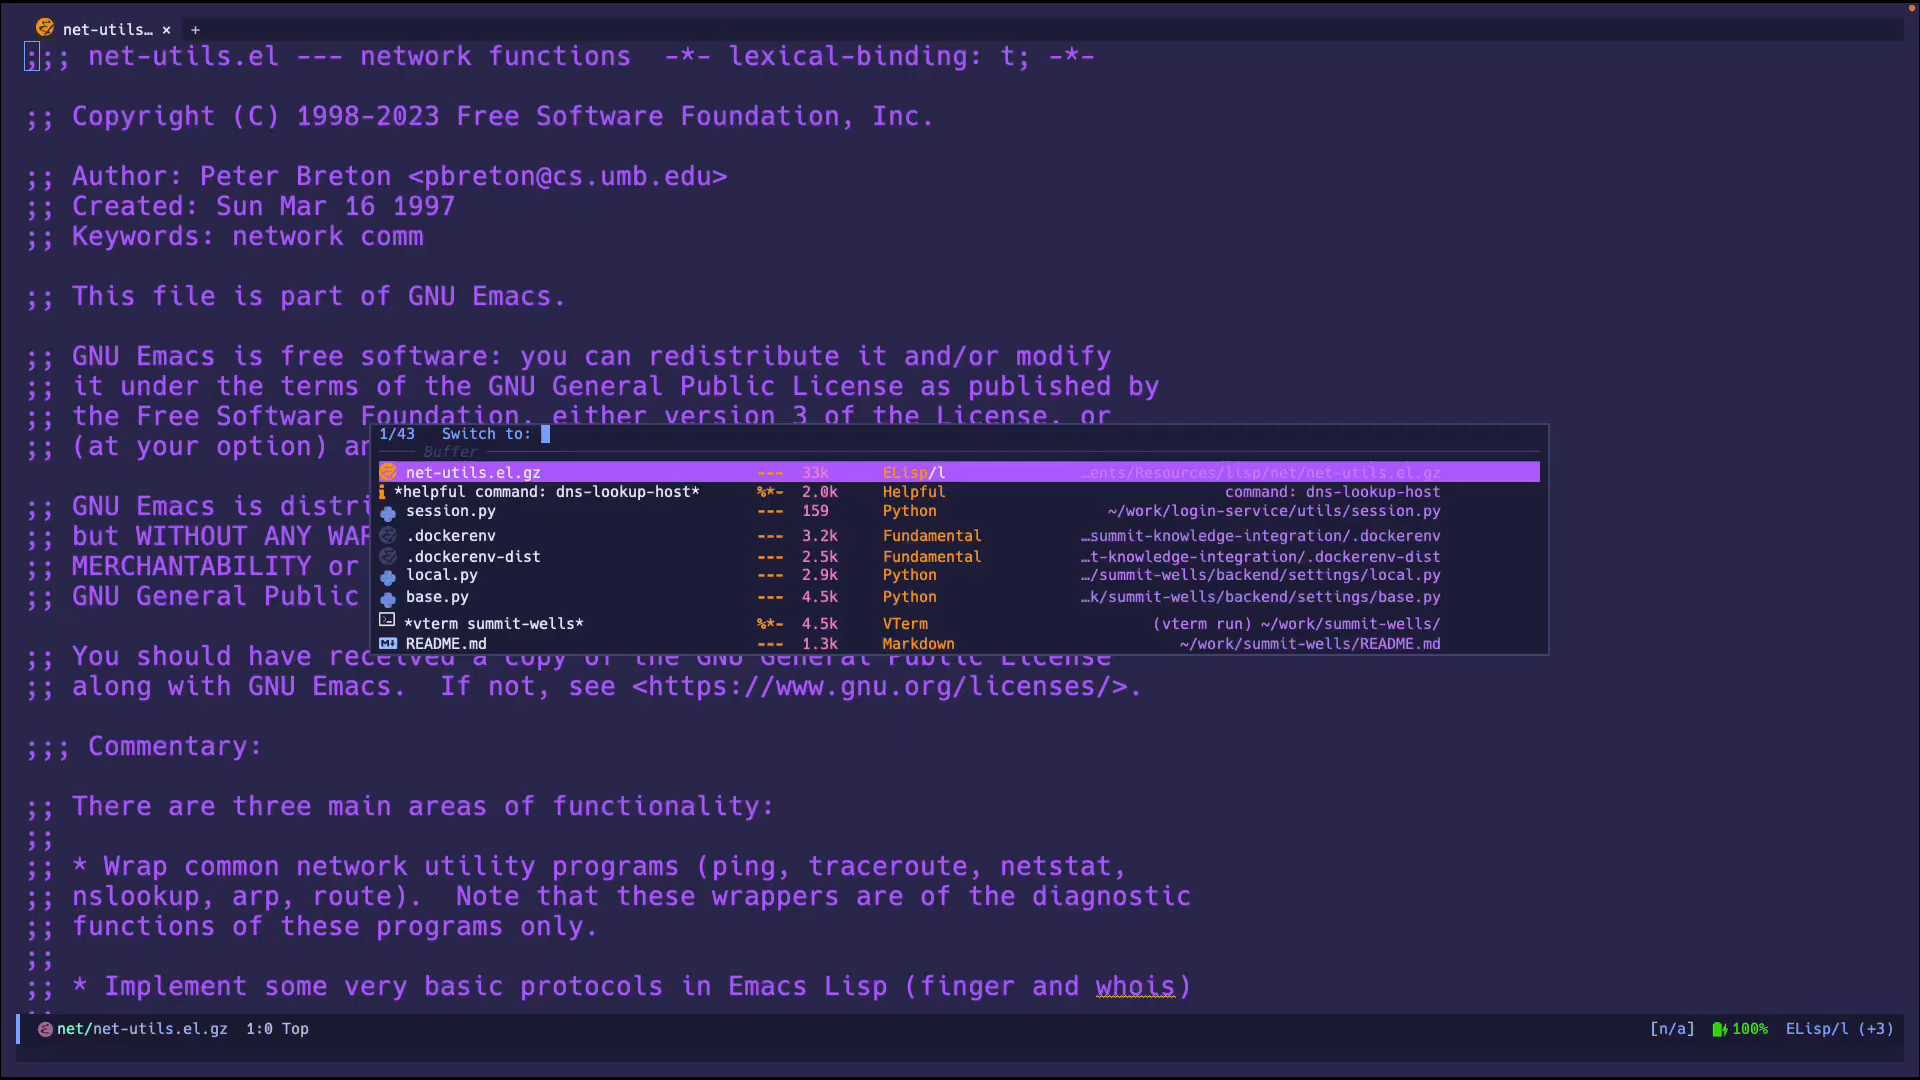 net-utils… × +
;;; net-utils.el --- network functions  -*- lexical-binding: t; -*-
;; Copyright (C) 1998-2023 Free Software Foundation, Inc.
;; Author: Peter Breton <pbreton@cs.umb.edu>
;; Created: Sun Mar 16 1997
;; Keywords: network comm
;; This file is part of GNU Emacs.
;; GNU Emacs is free software: you can redistribute it and/or modify
;; it under the terms of the GNU General Public License as published by
;; the Free Software Foundation, either version 3 of the License, or
;; (at your option) an
1/43 Switch to:
Buffer
net-utils.el.gz --- 33k ELisp/l …ents/Resources/lisp/net/net-utils.el.gz
*helpful command: dns-lookup-host* %*- 2.0k Helpful command: dns-lookup-host
session.py --- 159 Python ~/work/login-service/utils/session.py
.dockerenv --- 3.2k Fundamental …summit-knowledge-integration/.dockerenv
.dockerenv-dist --- 2.5k Fundamental …t-knowledge-integration/.dockerenv-dist
local.py --- 2.9k Python …/summit-wells/backend/settings/local.py
base.py --- 4.5k Python …k/summit-wells/backend/settings/base.py
*vterm summit-wells* %*- 4.5k VTerm (vterm run) ~/work/summit-wells/
README.md --- 1.3k Markdown ~/work/summit-wells/README.md
;; GNU Emacs is distri
;; but WITHOUT ANY WAR
;; MERCHANTABILITY or
;; GNU General Public
;; You should have received a copy of the GNU General Public License
;; along with GNU Emacs.  If not, see <https://www.gnu.org/licenses/>.
;;; Commentary:
;; There are three main areas of functionality:
;;
;; * Wrap common network utility programs (ping, traceroute, netstat,
;; nslookup, arp, route).  Note that these wrappers are of the diagnostic
;; functions of these programs only.
;;
;; * Implement some very basic protocols in Emacs Lisp (finger and whois)
;;
net/net-utils.el.gz 1:0 Top [n/a] 100% ELisp/l (+3)